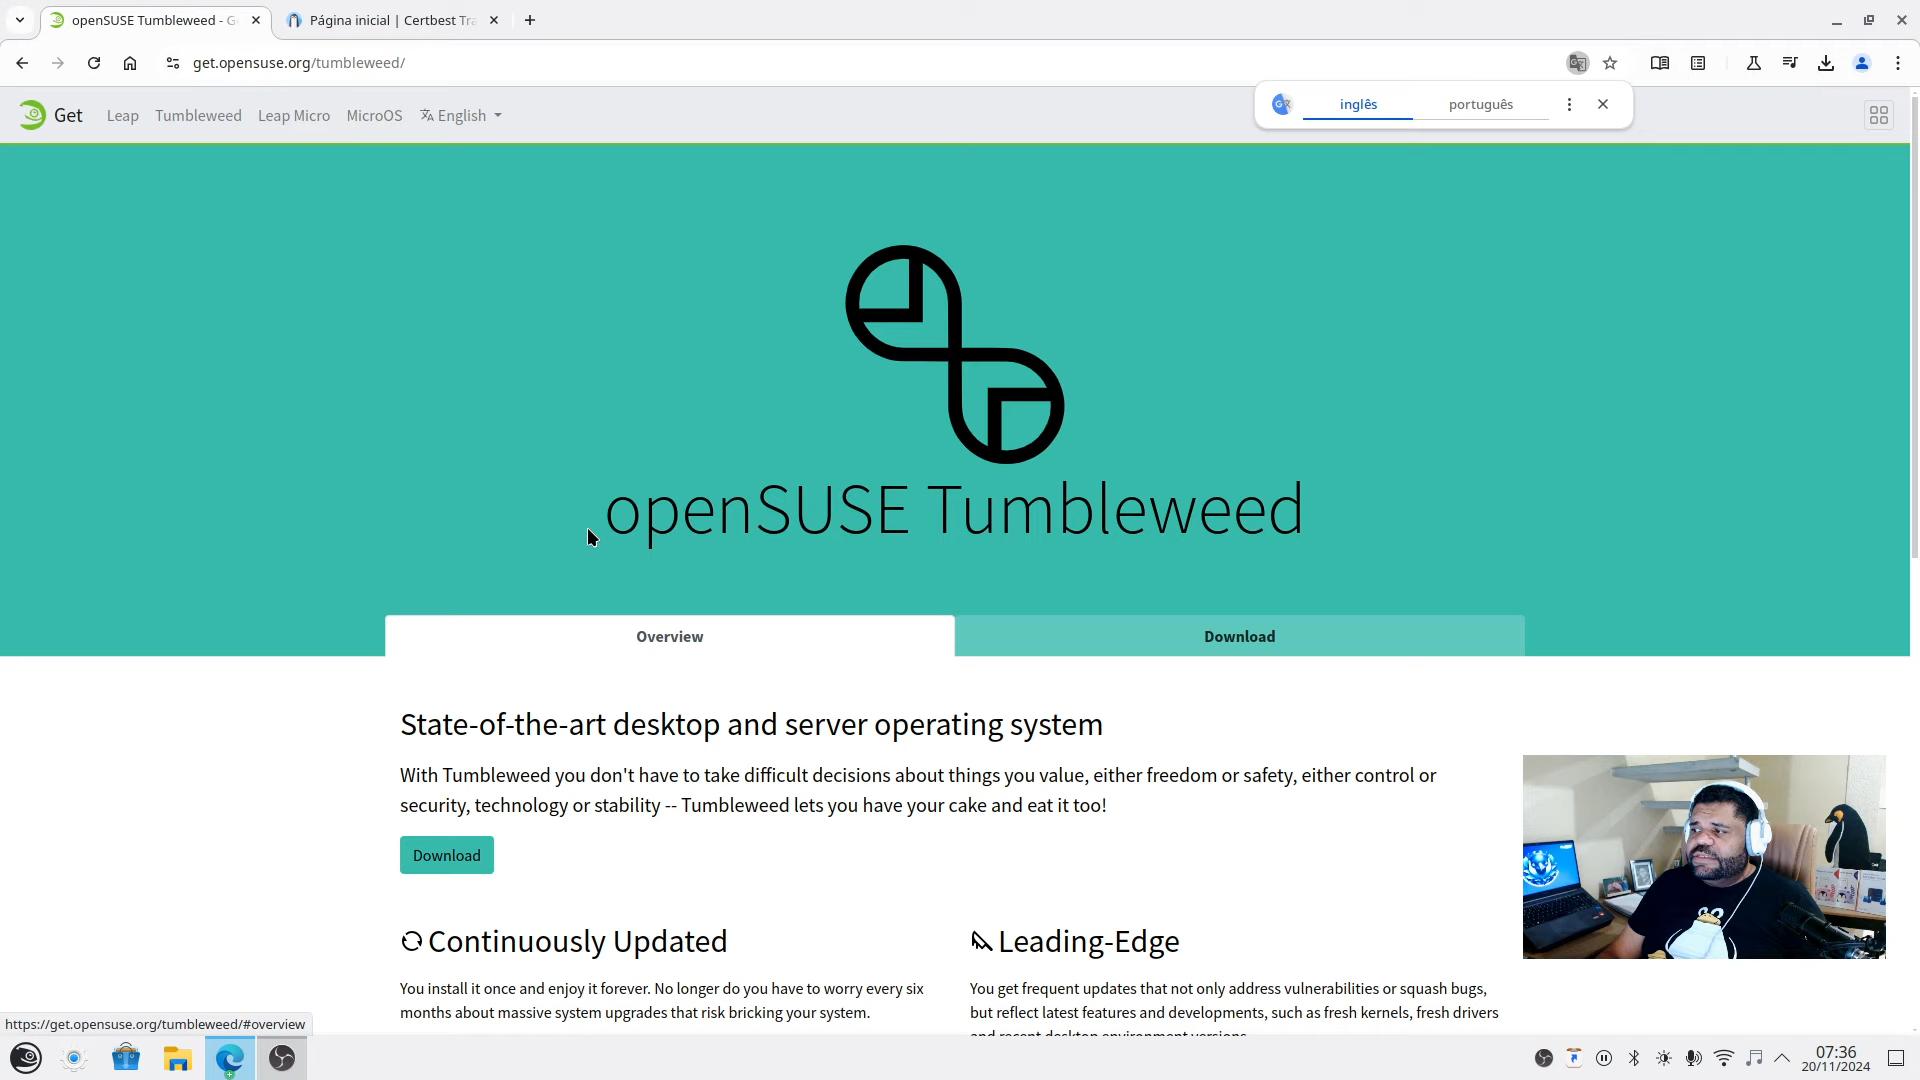 openSUSE Tumbleweed - G
Página inicial | Certbest Tra
get.opensuse.org/tumbleweed/
Get
Leap
Tumbleweed
Leap Micro
MicroOS
English
inglês
português
openSUSE Tumbleweed
Overview
Download
State-of-the-art desktop and server operating system
With Tumbleweed you don't have to take difficult decisions about things you value, either freedom or safety, either control or
security, technology or stability -- Tumbleweed lets you have your cake and eat it too!
Download
Continuously Updated
You install it once and enjoy it forever. No longer do you have to worry every six
months about massive system upgrades that risk bricking your system.
Leading-Edge
You get frequent updates that not only address vulnerabilities or squash bugs,
but reflect latest features and developments, such as fresh kernels, fresh drivers
and recent desktop environment versions.
https://get.opensuse.org/tumbleweed/#overview
07:36
20/11/2024